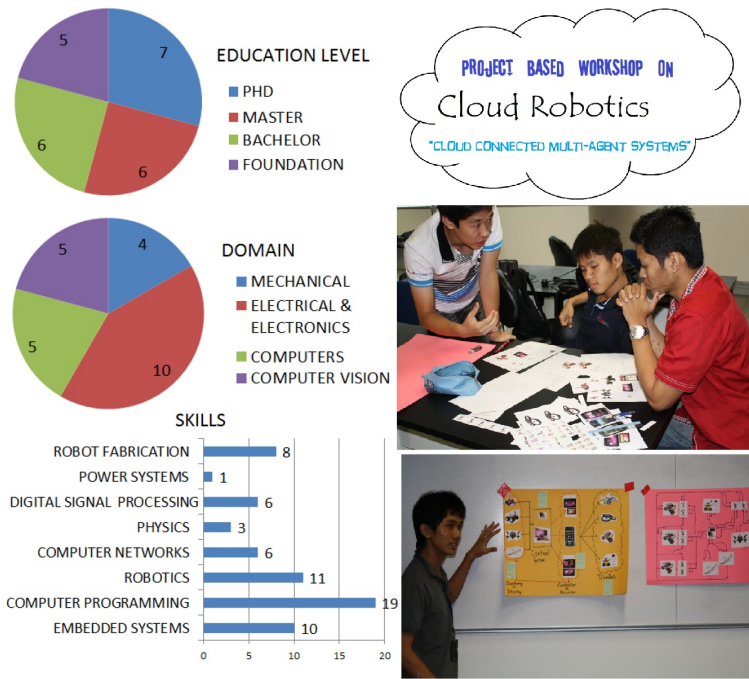 EDUCATION LEVEL
PHD
MASTER
BACHELOR
FOUNDATION
7
6
6
5
PROJECT BASED WORKSHOP ON
Cloud Robotics
"CLOUD CONNECTED MULTI-AGENT SYSTEMS"
DOMAIN
MECHANICAL
ELECTRICAL &
ELECTRONICS
COMPUTERS
COMPUTER VISION
4
10
5
5
SKILLS
ROBOT FABRICATION 8
POWER SYSTEMS 1
DIGITAL SIGNAL PROCESSING 6
PHYSICS 3
COMPUTER NETWORKS 6
ROBOTICS 11
COMPUTER PROGRAMMING 19
EMBEDDED SYSTEMS 10
0 5 10 15 20